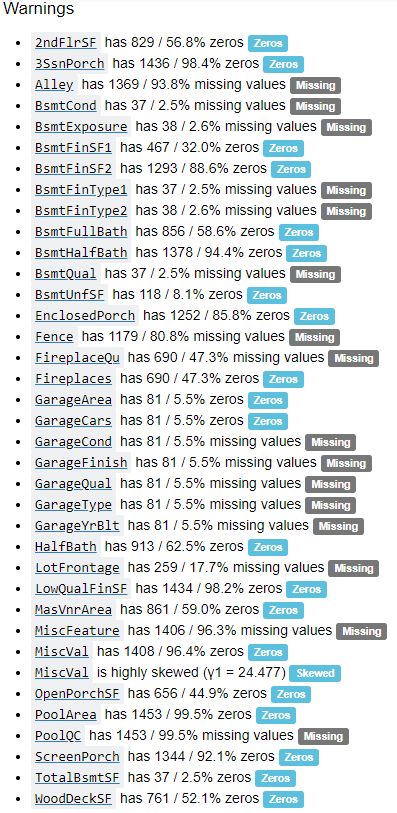 Warnings
2ndFlrSF has 829 / 56.8% zeros Zeros
3SsnPorch has 1436 / 98.4% zeros Zeros
Alley has 1369 / 93.8% missing values Missing
BsmtCond has 37 / 2.5% missing values Missing
BsmtExposure has 38 / 2.6% missing values Missing
BsmtFinSF1 has 467 / 32.0% zeros Zeros
BsmtFinSF2 has 1293 / 88.6% zeros Zeros
BsmtFinType1 has 37 / 2.5% missing values Missing
BsmtFinType2 has 38 / 2.6% missing values Missing
BsmtFullBath has 856 / 58.6% zeros Zeros
BsmtHalfBath has 1378 / 94.4% zeros Zeros
BsmtQual has 37 / 2.5% missing values Missing
BsmtUnfSF has 118 / 8.1% zeros Zeros
EnclosedPorch has 1252 / 85.8% zeros Zeros
Fence has 1179 / 80.8% missing values Missing
FireplaceQu has 690 / 47.3% missing values Missing
Fireplaces has 690 / 47.3% zeros Zeros
GarageArea has 81 / 5.5% zeros Zeros
GarageCars has 81 / 5.5% zeros Zeros
GarageCond has 81 / 5.5% missing values Missing
GarageFinish has 81 / 5.5% missing values Missing
GarageQual has 81 / 5.5% missing values Missing
GarageType has 81 / 5.5% missing values Missing
GarageYrBlt has 81 / 5.5% missing values Missing
HalfBath has 913 / 62.5% zeros Zeros
LotFrontage has 259 / 17.7% missing values Missing
LowQualFinSF has 1434 / 98.2% zeros Zeros
MasVnrArea has 861 / 59.0% zeros Zeros
MiscFeature has 1406 / 96.3% missing values Missing
MiscVal has 1408 / 96.4% zeros Zeros
MiscVal is highly skewed (γ1 = 24.477) Skewed
OpenPorchSF has 656 / 44.9% zeros Zeros
PoolArea has 1453 / 99.5% zeros Zeros
PoolQC has 1453 / 99.5% missing values Missing
ScreenPorch has 1344 / 92.1% zeros Zeros
TotalBsmtSF has 37 / 2.5% zeros Zeros
WoodDeckSF has 761 / 52.1% zeros Zeros